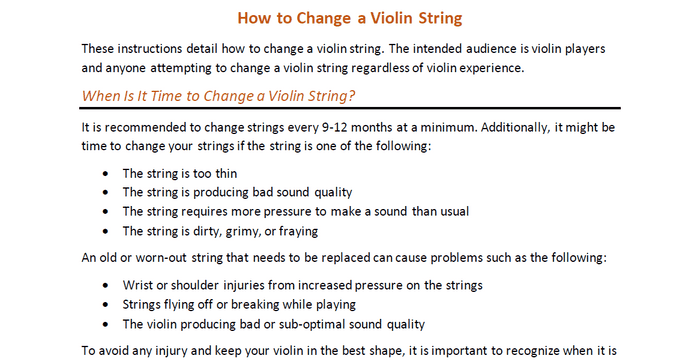 How to Change a Violin String
These instructions detail how to change a violin string. The intended audience is violin players
and anyone attempting to change a violin string regardless of violin experience.
When Is It Time to Change a Violin String?
It is recommended to change strings every 9-12 months at a minimum. Additionally, it might be
time to change your strings if the string is one of the following:
• The string is too thin
• The string is producing bad sound quality
• The string requires more pressure to make a sound than usual
• The string is dirty, grimy, or fraying
An old or worn-out string that needs to be replaced can cause problems such as the following:
• Wrist or shoulder injuries from increased pressure on the strings
• Strings flying off or breaking while playing
• The violin producing bad or sub-optimal sound quality
To avoid any injury and keep your violin in the best shape, it is important to recognize when it is